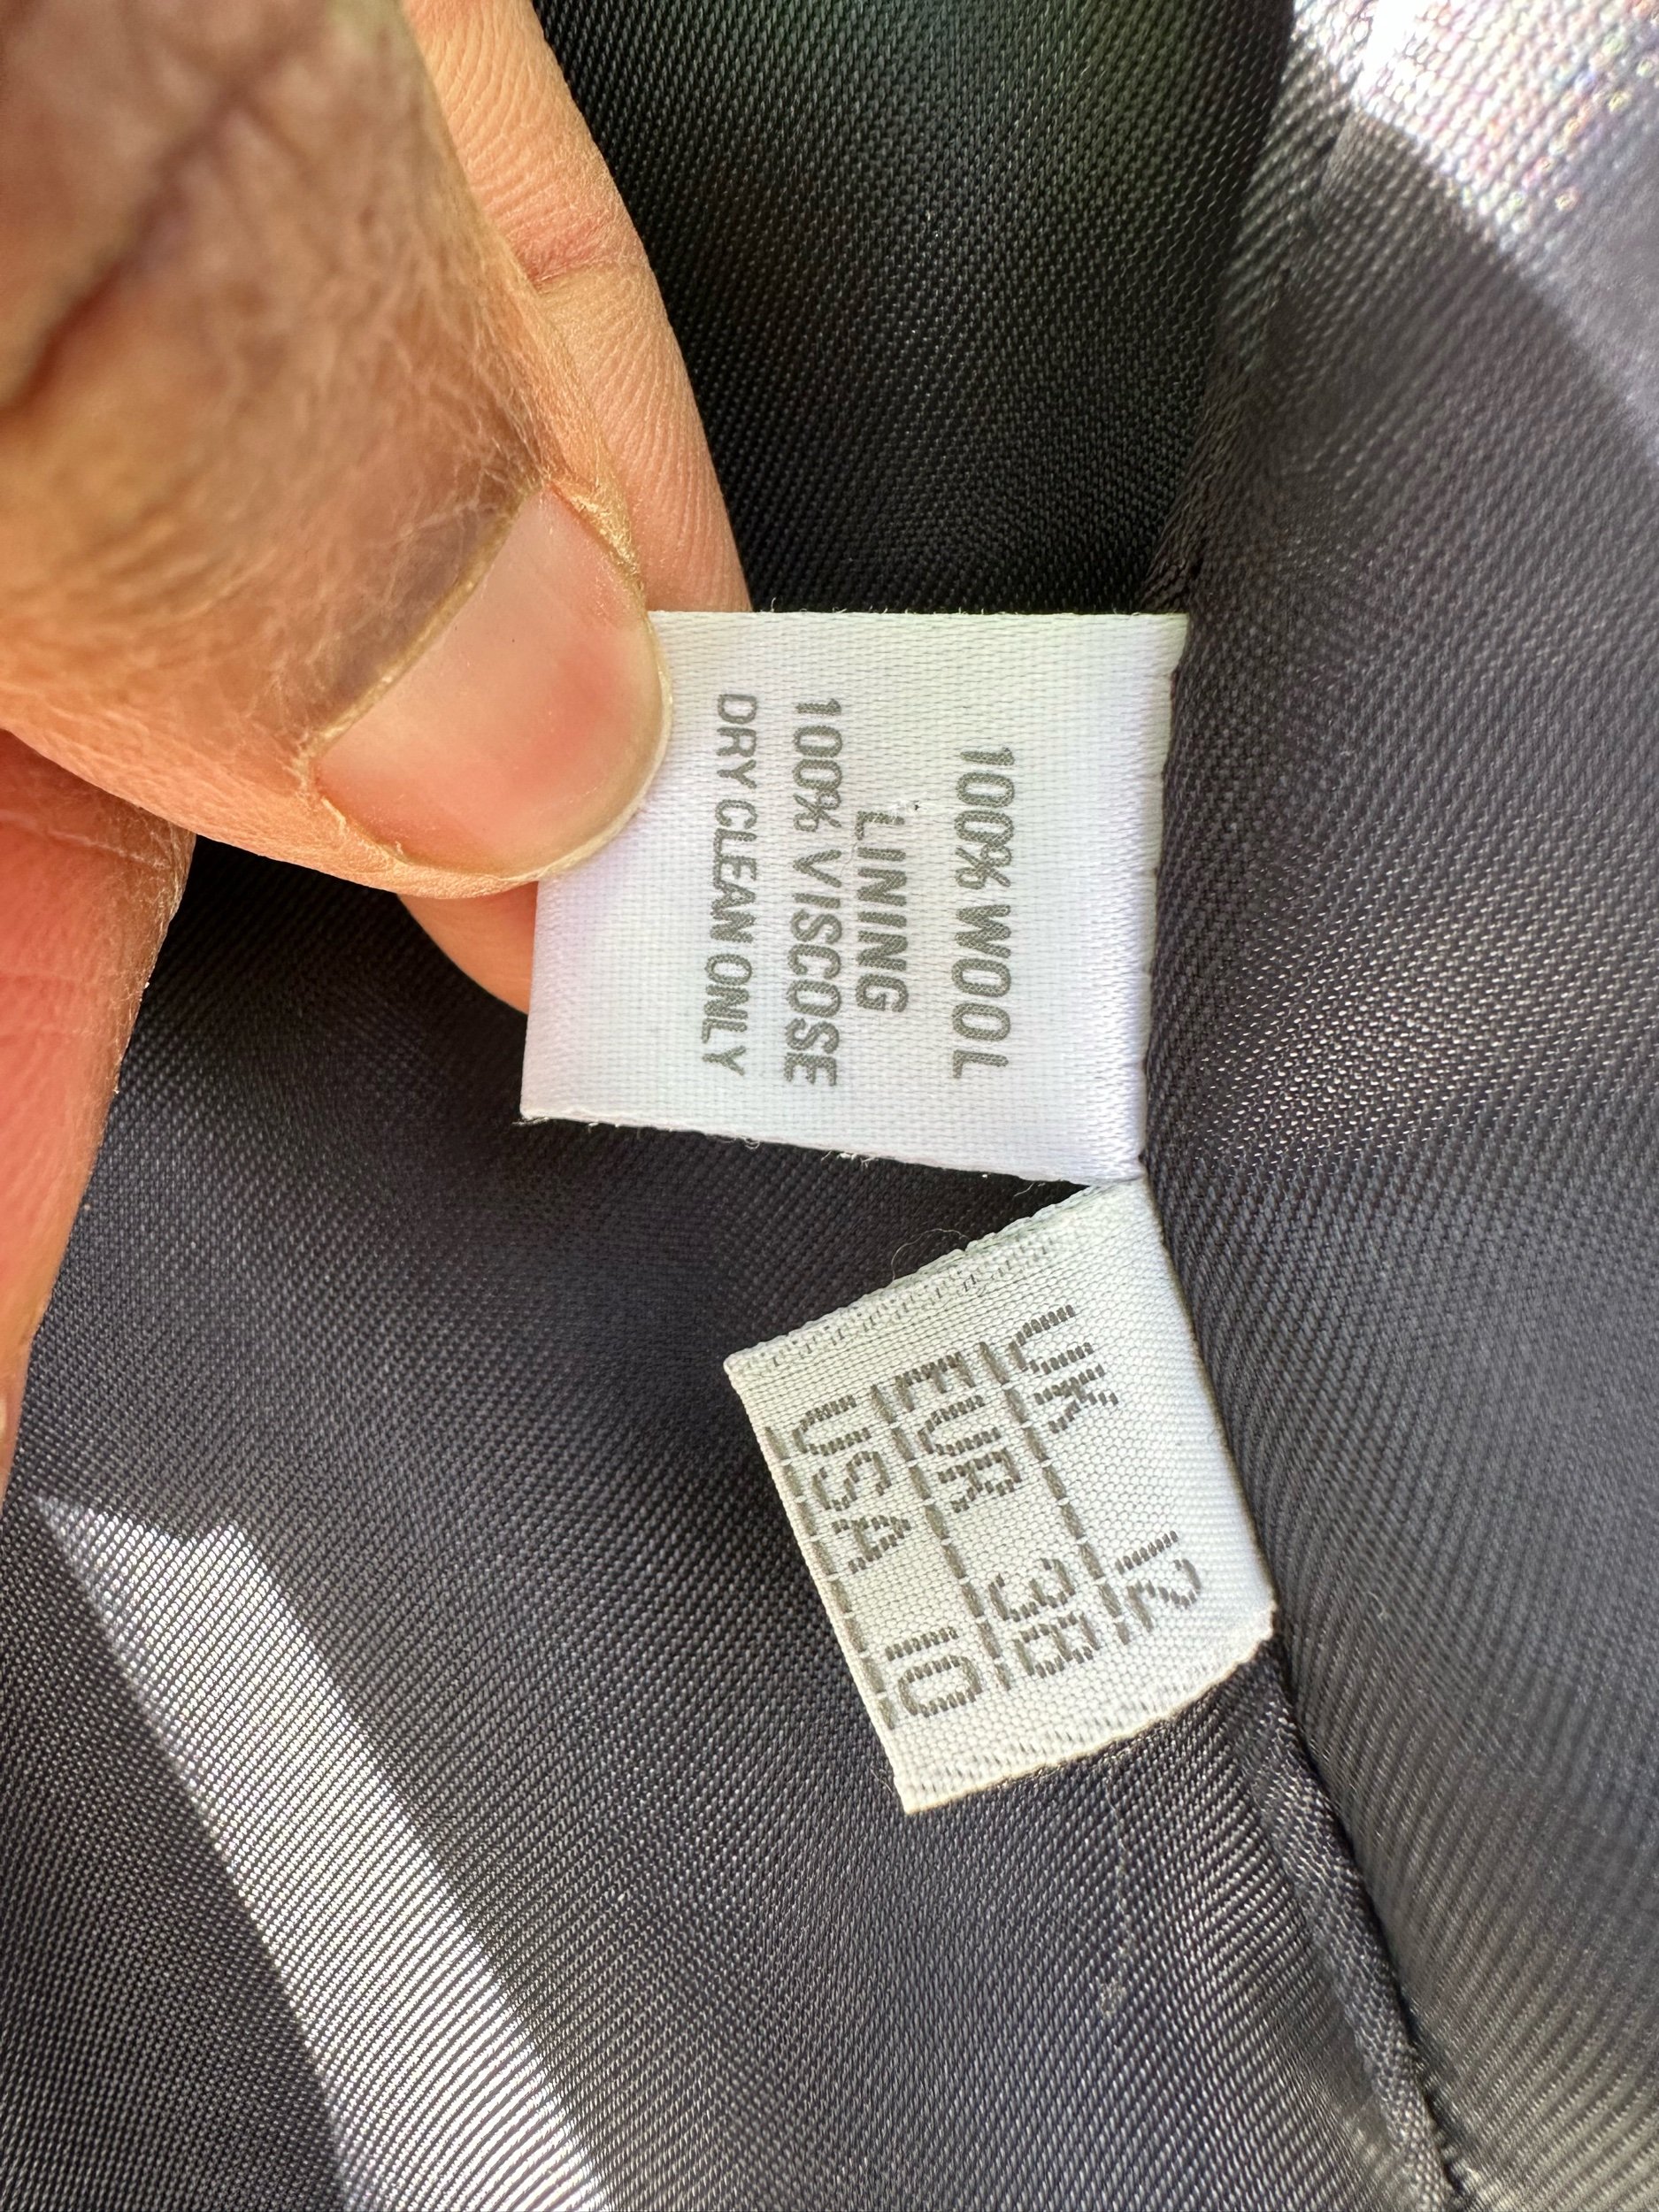 100% WOOL
LINING
100% VISCOSE
DRY CLEAN ONLY
UK 12
EUR 38
USA 10